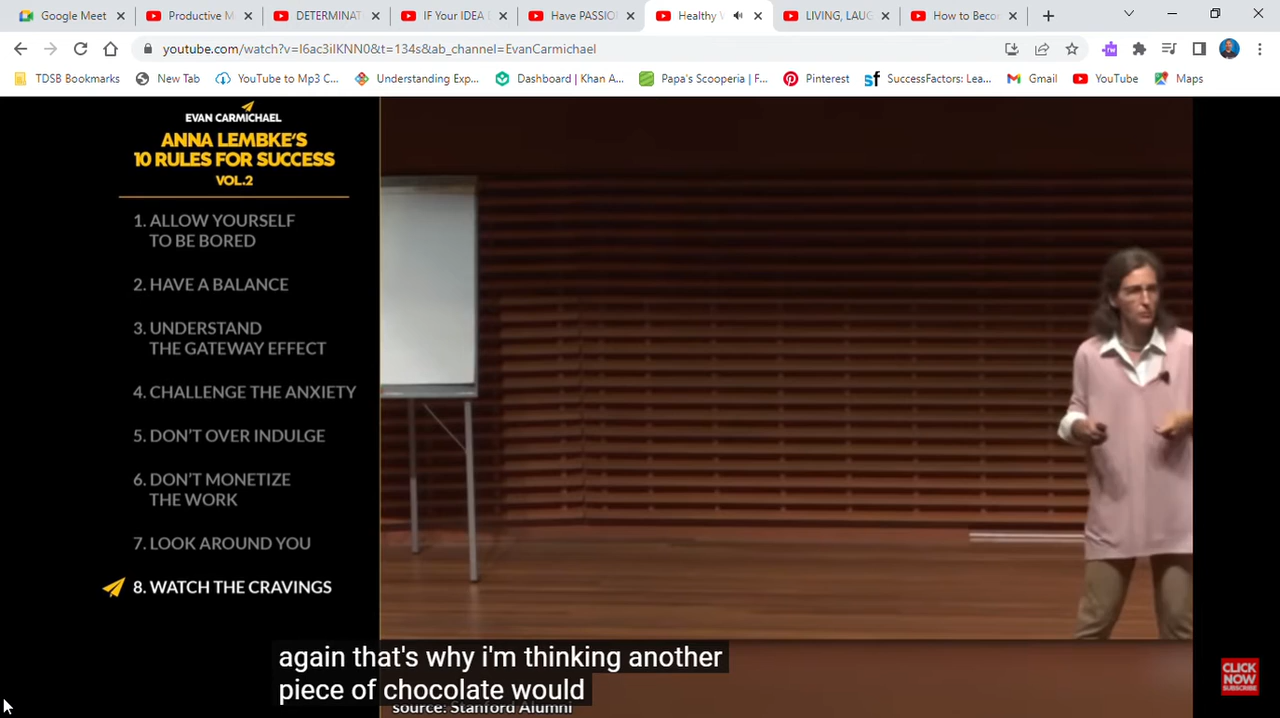 Google Meet
Productive M
DETERMINAT
IF Your IDEA
Have PASSIO
Healthy
LIVING, LAUG
How to Beco
youtube.com/watch?v=l6ac3iIKNN0&t=134s&ab_channel=EvanCarmichael
TDSB Bookmarks
New Tab
YouTube to Mp3 C...
Understanding Exp...
Dashboard | Khan A...
Papa's Scooperia | F...
Pinterest
SuccessFactors: Lea...
Gmail
YouTube
Maps
EVAN CARMICHAEL
ANNA LEMBKE'S
10 RULES FOR SUCCESS
VOL.2
1. ALLOW YOURSELF
TO BE BORED
2. HAVE A BALANCE
3. UNDERSTAND
THE GATEWAY EFFECT
4. CHALLENGE THE ANXIETY
5. DON'T OVER INDULGE
6. DON'T MONETIZE
THE WORK
7. LOOK AROUND YOU
8. WATCH THE CRAVINGS
again that's why i'm thinking another
piece of chocolate would
source: Stanford Alumni
CLICK
NOW
SUBSCRIBE